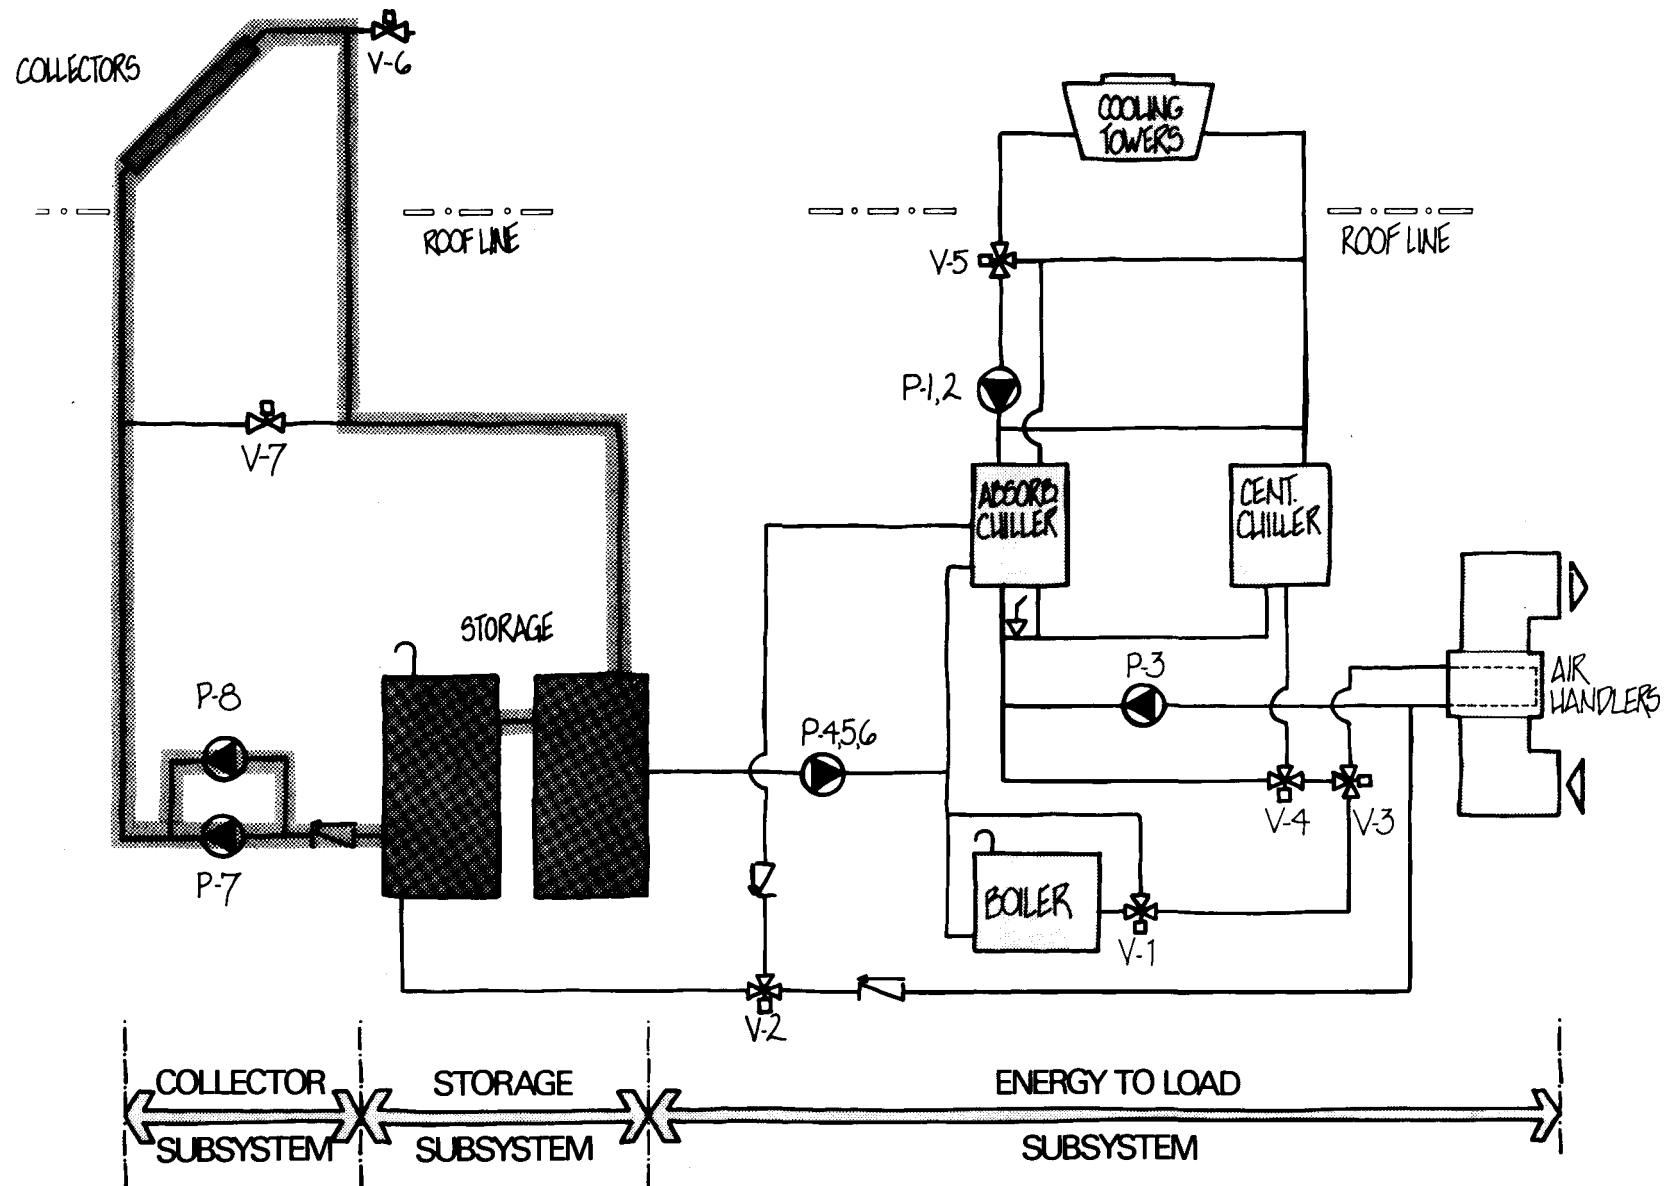 COLLECTORS
V-6
COOLING
TOWERS
ROOF LINE
ROOF LINE
V-5
P-1,2
V-7
ABSORB.
CHILLER
CENT.
CHILLER
STORAGE
P-3
AIR
HANDLERS
P-8
P-4,5,6
P-7
V-4
V-3
BOILER
V-1
V-2
COLLECTOR
SUBSYSTEM
STORAGE
SUBSYSTEM
ENERGY TO LOAD
SUBSYSTEM